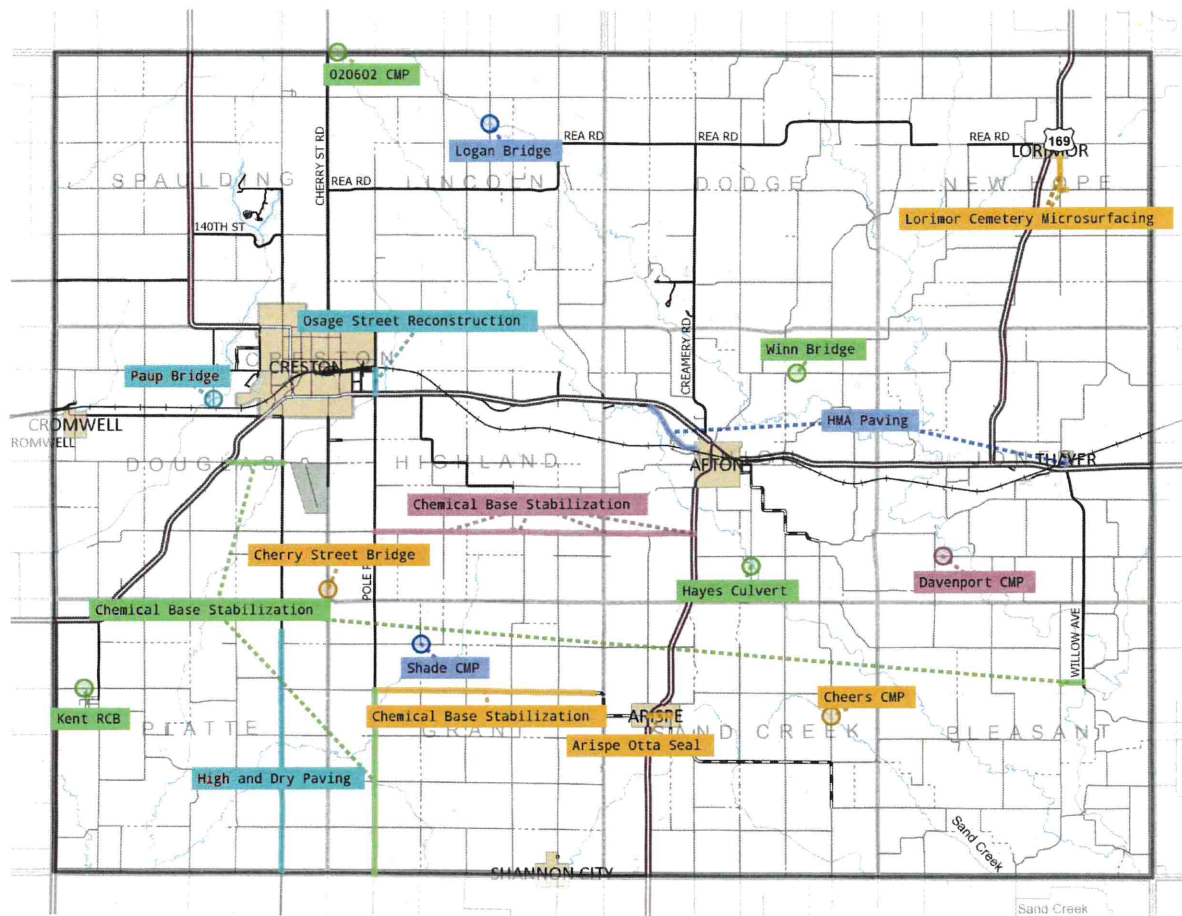 020602 CMP
Logan Bridge
REA RD
REA RD
REA RD
169
LORIMOR
CHERRY ST RD
REA RD
SPAULDING
LINCOLN
DODGE
NEW HOPE
Lorimor Cemetery Microsurfacing
140TH ST
Osage Street Reconstruction
CREAMERY RD
Winn Bridge
CRESTON
CRESTON
Paup Bridge
HMA Paving
CROMWELL
ROMWELL
DOUGLAS
HIGHLAND
AFTON
THAYER
Chemical Base Stabilization
Cherry Street Bridge
Hayes Culvert
Davenport CMP
Chemical Base Stabilization
WILLOW AVE
Shade CMP
Kent RCB
Chemical Base Stabilization
Cheers CMP
PLATTE
GRANT
ARISPE
SAND CREEK
PLEASANT
Arispe Otta Seal
High and Dry Paving
Sand Creek
SHANNON CITY
Sand Creek